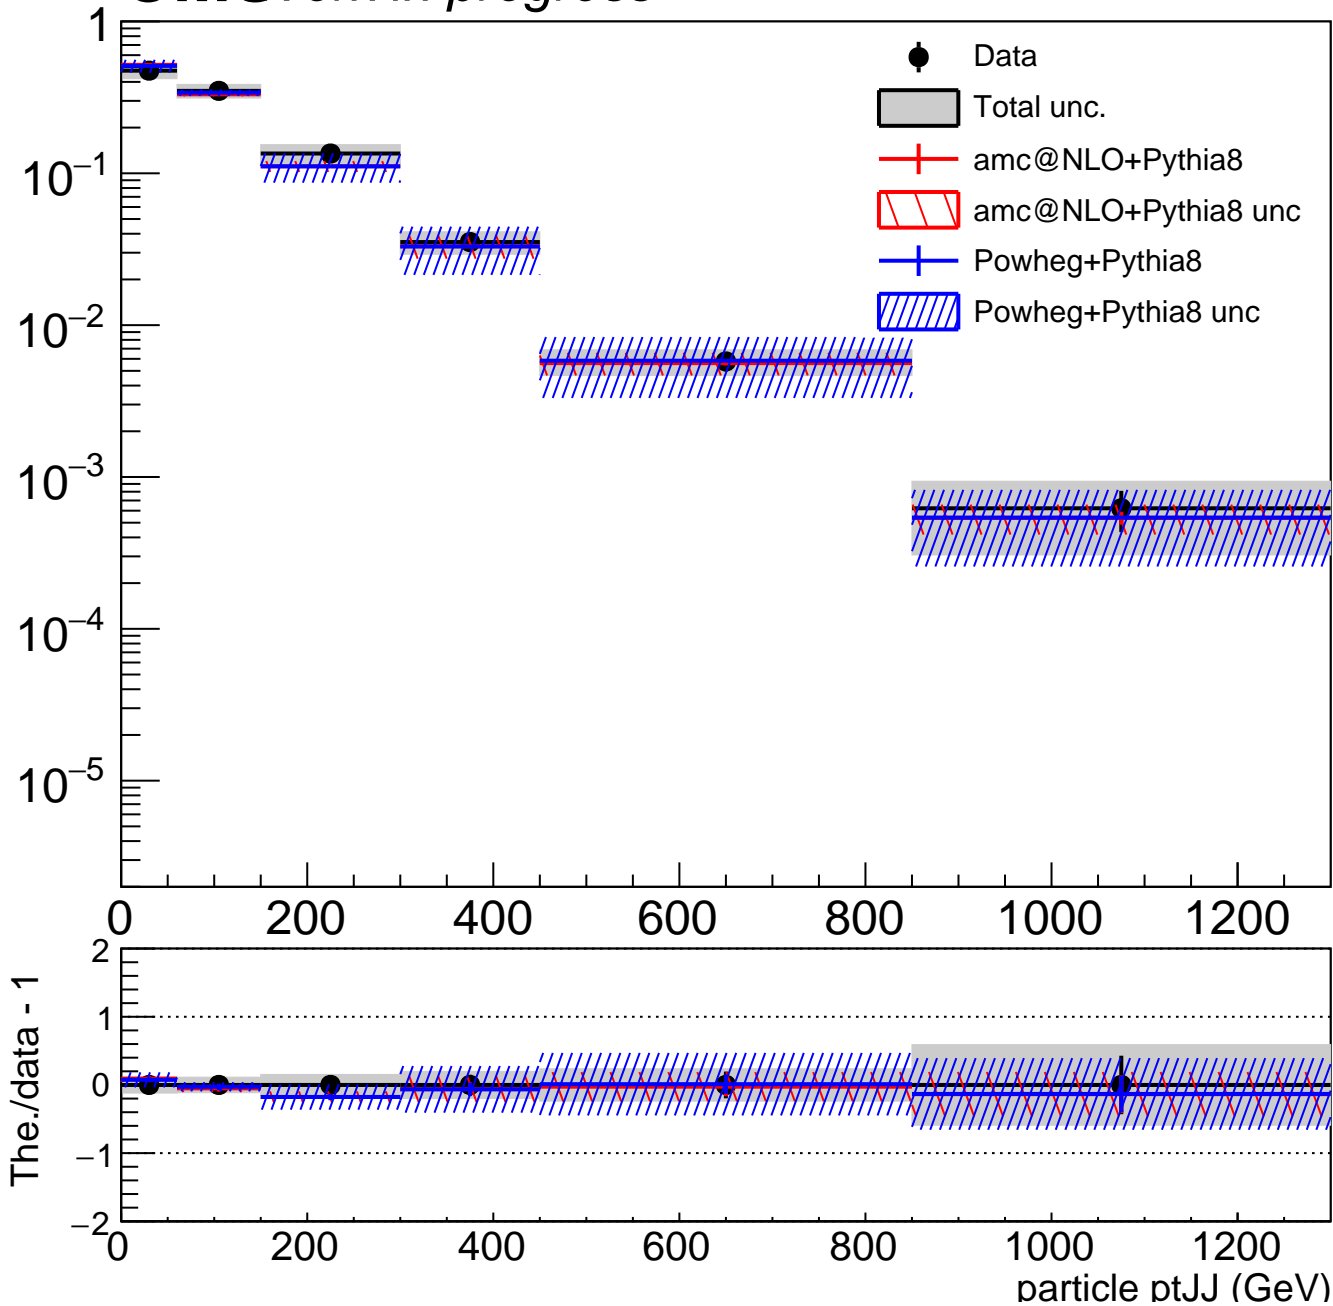 1
Data
Total unc.
amc@NLO+Pythia8
amc@NLO+Pythia8 unc
Powheg+Pythia8
Powheg+Pythia8 unc
10⁻¹
10⁻²
10⁻³
10⁻⁴
10⁻⁵
0 200 400 600 800 1000 1200
The./data - 1
2
1
0
−1
−2
0 200 400 600 800 1000 1200
particle ptJJ (GeV)